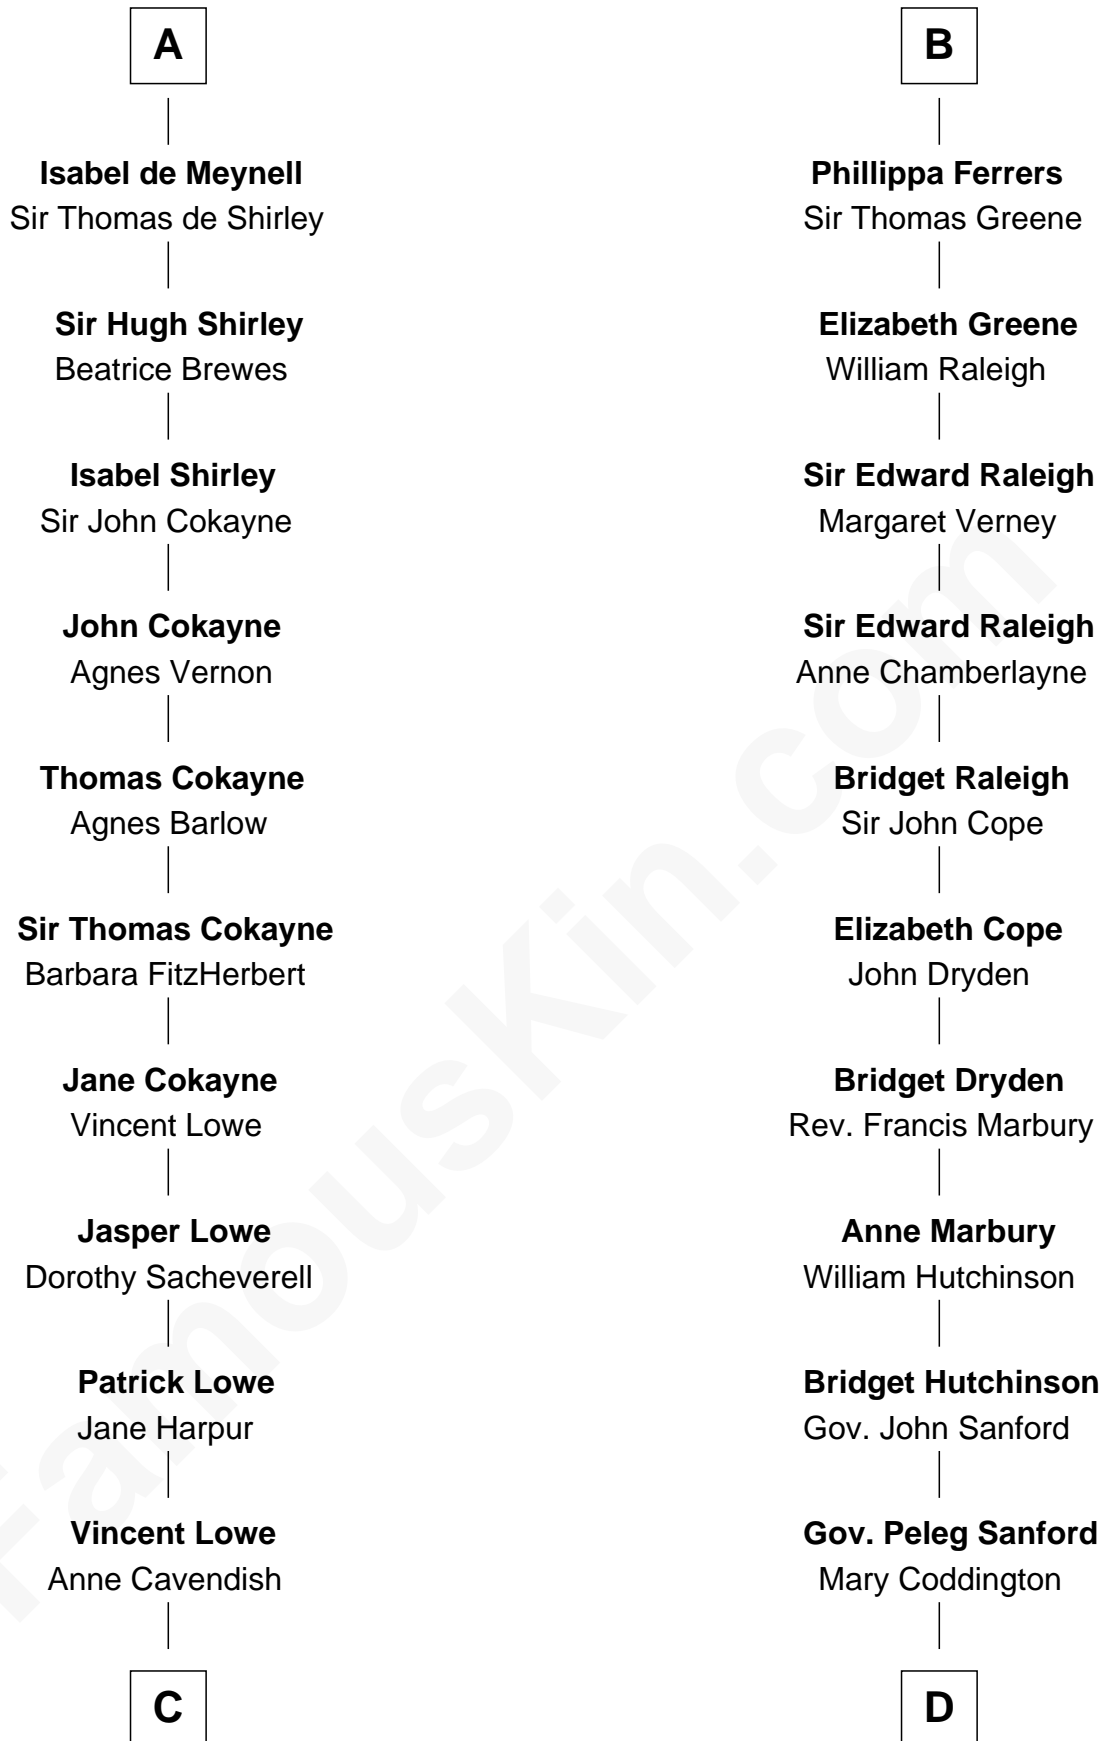 A
Isabel de Meynell
Sir Thomas de Shirley
Sir Hugh Shirley
Beatrice Brewes
Isabel Shirley
Sir John Cokayne
John Cokayne
Agnes Vernon
Thomas Cokayne
Agnes Barlow
Sir Thomas Cokayne
Barbara FitzHerbert
Jane Cokayne
Vincent Lowe
Jasper Lowe
Dorothy Sacheverell
Patrick Lowe
Jane Harpur
Vincent Lowe
Anne Cavendish
C
B
Phillippa Ferrers
Sir Thomas Greene
Elizabeth Greene
William Raleigh
Sir Edward Raleigh
Margaret Verney
Sir Edward Raleigh
Anne Chamberlayne
Bridget Raleigh
Sir John Cope
Elizabeth Cope
John Dryden
Bridget Dryden
Rev. Francis Marbury
Anne Marbury
William Hutchinson
Bridget Hutchinson
Gov. John Sanford
Gov. Peleg Sanford
Mary Coddington
D
FamousKin.com